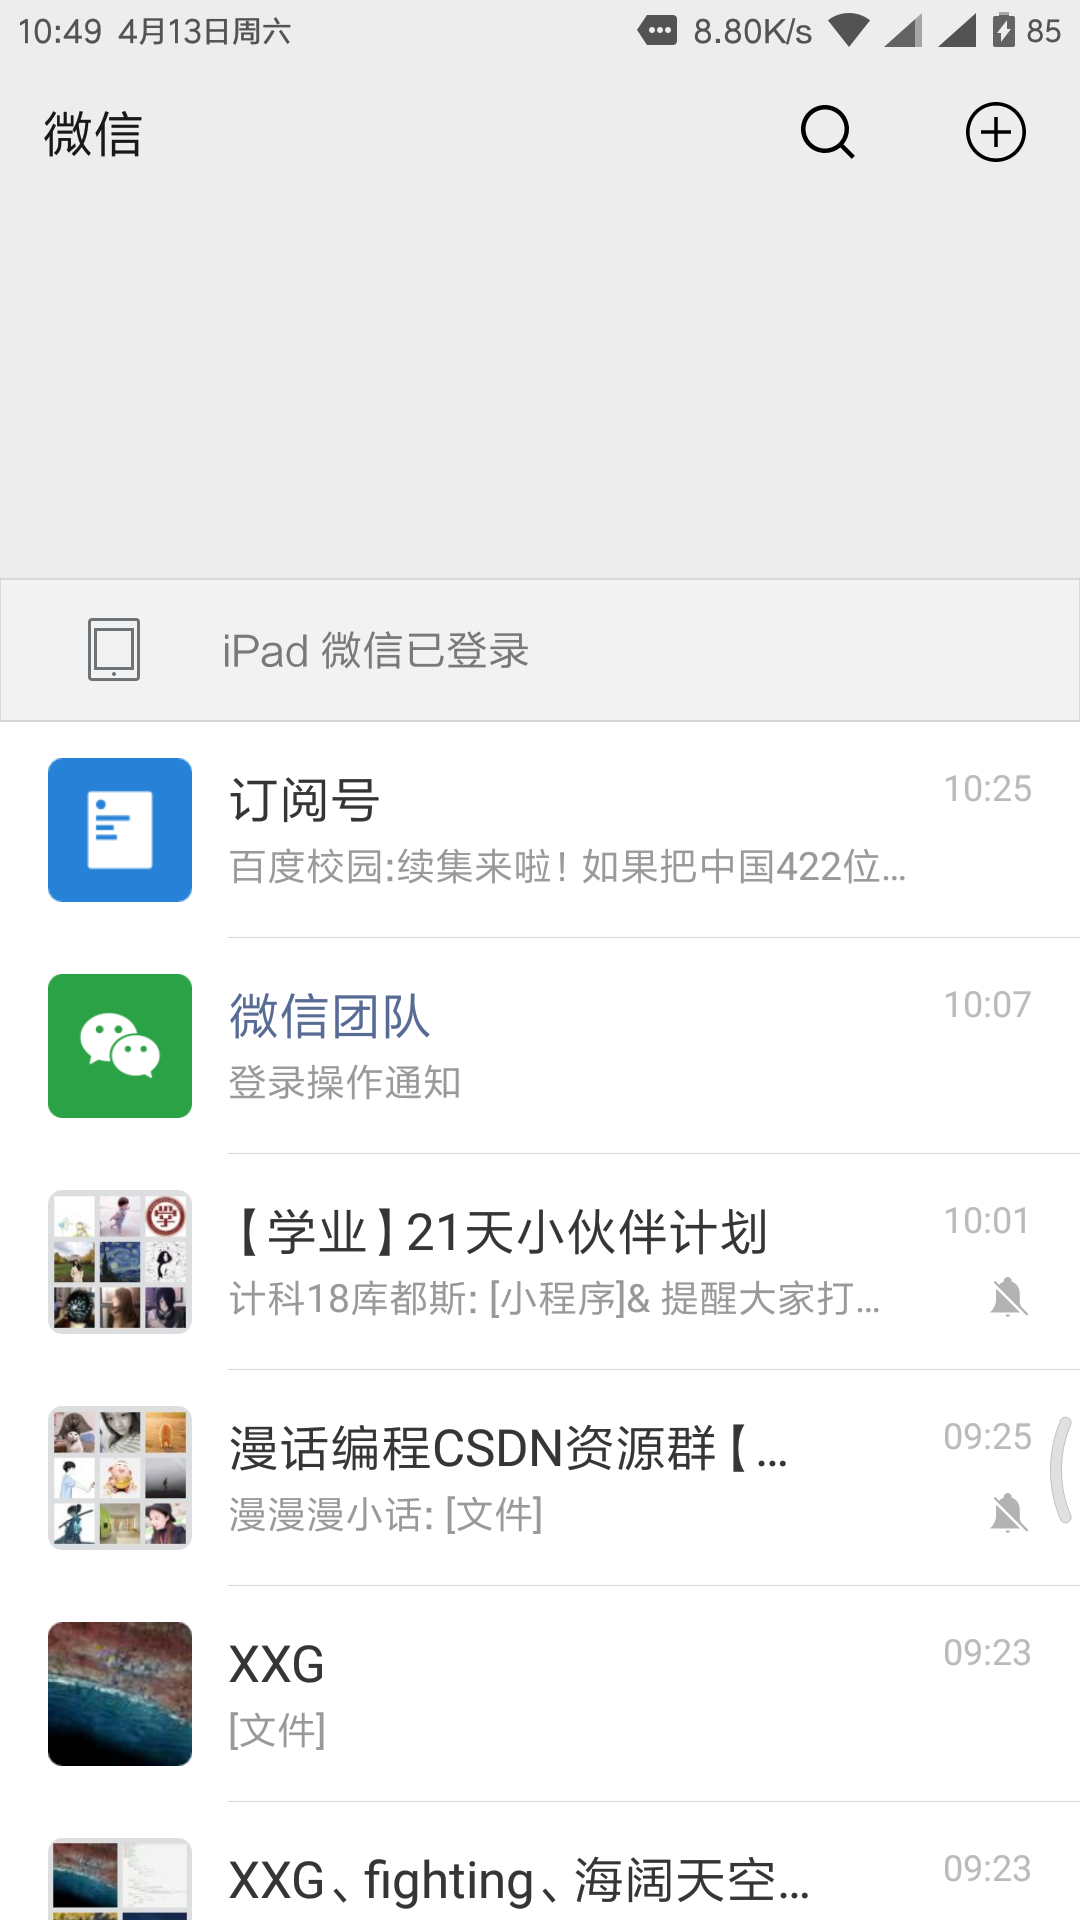 10:49 4月13日周六 8.80K/s 85
微信
iPad 微信已登录
订阅号 10:25
百度校园:续集来啦！如果把中国422位...
微信团队 10:07
登录操作通知
【学业】21天小伙伴计划 10:01
计科18库都斯: [小程序]& 提醒大家打...
漫话编程CSDN资源群【... 09:25
漫漫漫小话: [文件]
XXG 09:23
[文件]
XXG、fighting、海阔天空... 09:23